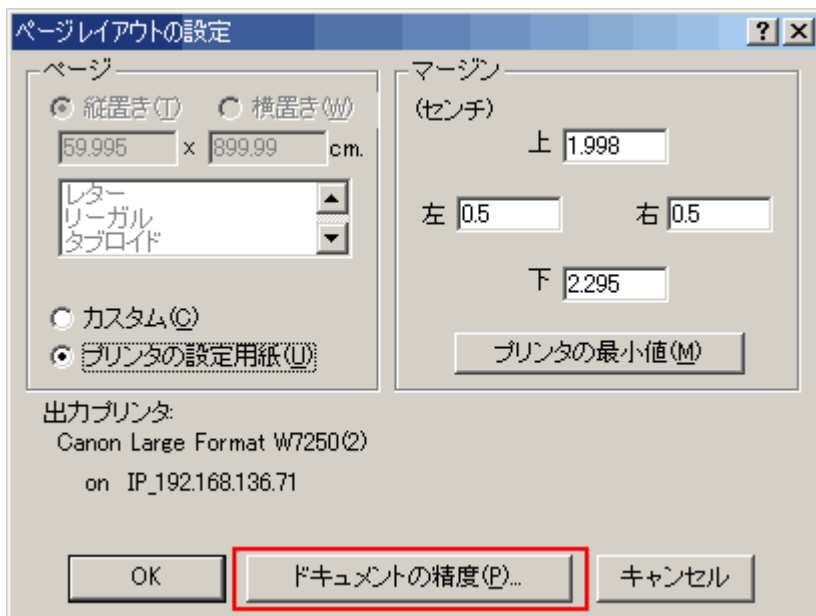 ページレイアウトの設定
ページ
縦置き(T) 横置き(W)
59.995 x 899.99 cm.
レター
リーガル
タブロイド
カスタム(C)
プリンタの設定用紙(U)
マージン
(センチ)
上 1.998
左 0.5 右 0.5
下 2.295
プリンタの最小値(M)
出力プリンタ:
Canon Large Format W7250(2)
on IP_192.168.136.71
OK ドキュメントの精度(P)... キャンセル